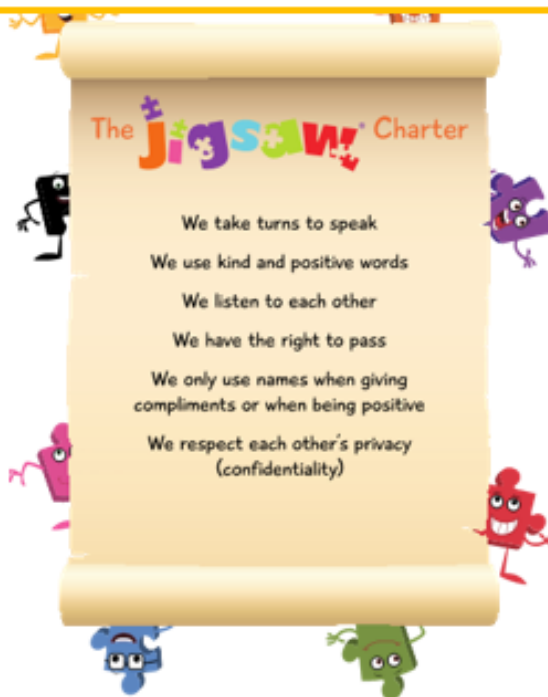 The Jigsaw® Charter
We take turns to speak
We use kind and positive words
We listen to each other
We have the right to pass
We only use names when giving
compliments or when being positive
We respect each other's privacy
(confidentiality)